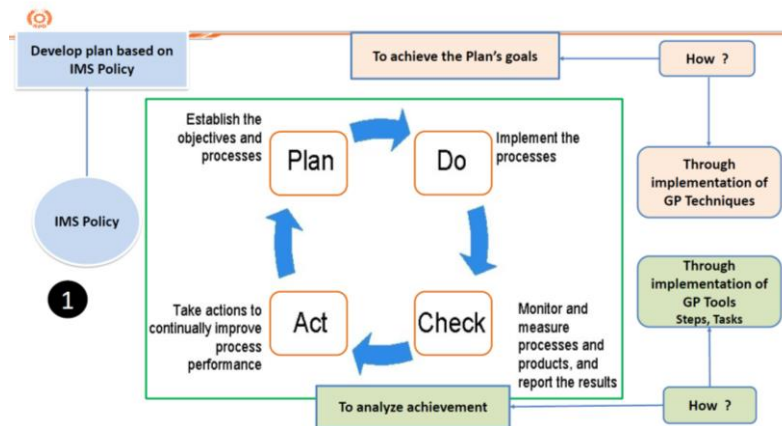 Develop plan based on
IMS Policy
To achieve the Plan's goals
How ?
Establish the
objectives and
processes
Plan
Do
Implement the
processes
Through
implementation of
GP Techniques
IMS Policy
1
Through
implementation of
GP Tools
Steps, Tasks
Take actions to
continually improve
process
performance
Act
Check
Monitor and
measure
processes and
products, and
report the results
To analyze achievement
How ?